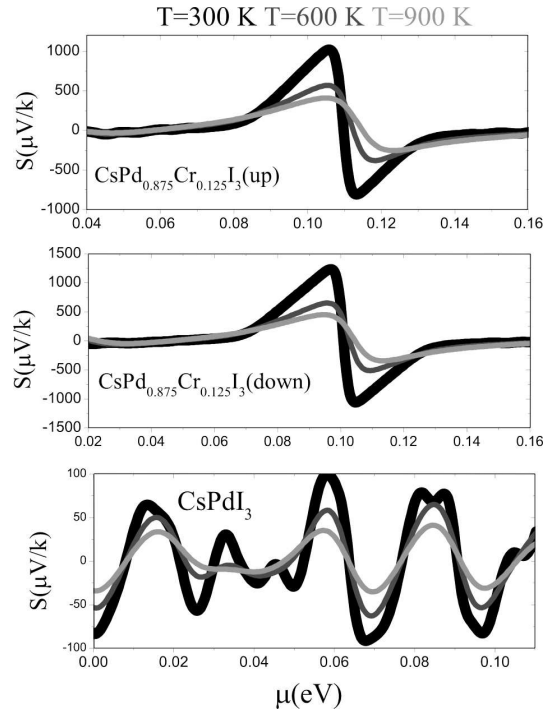 T=300 K T=600 K T=900 K
1000
500
0
-500
-1000
S(µV/k)
CsPd0.875Cr0.125I3(up)
0.04 0.06 0.08 0.10 0.12 0.14 0.16
1500
1000
500
0
-500
-1000
-1500
S(µV/k)
CsPd0.875Cr0.125I3(down)
0.02 0.04 0.06 0.08 0.10 0.12 0.14 0.16
100
50
0
-50
-100
S(µV/k)
CsPdI3
0.00 0.02 0.04 0.06 0.08 0.10
µ(eV)